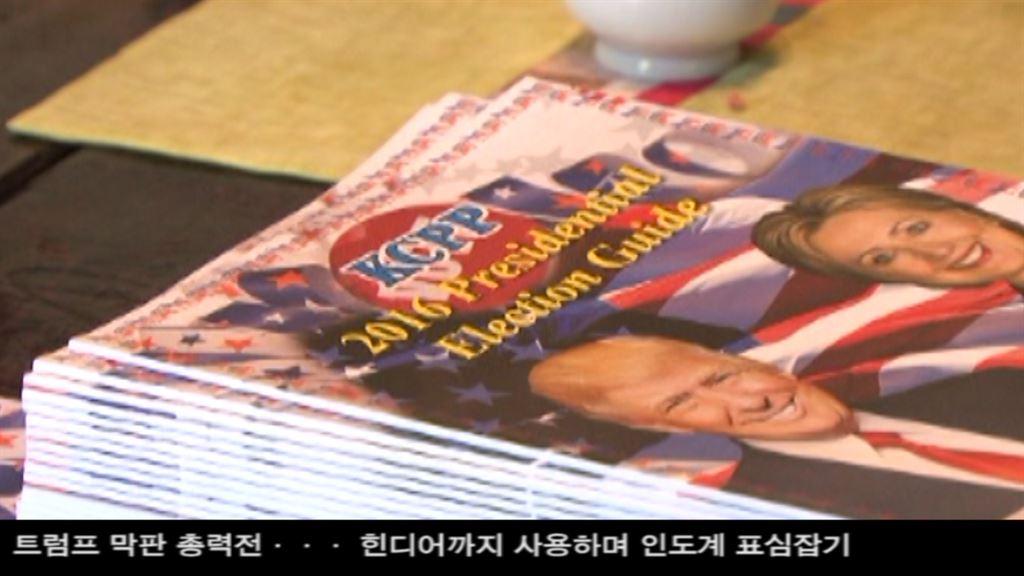 KCPP
2016 Presidential
Election Guide
트럼프 막판 총력전 · · · 힌디어까지 사용하며 인도계 표심잡기